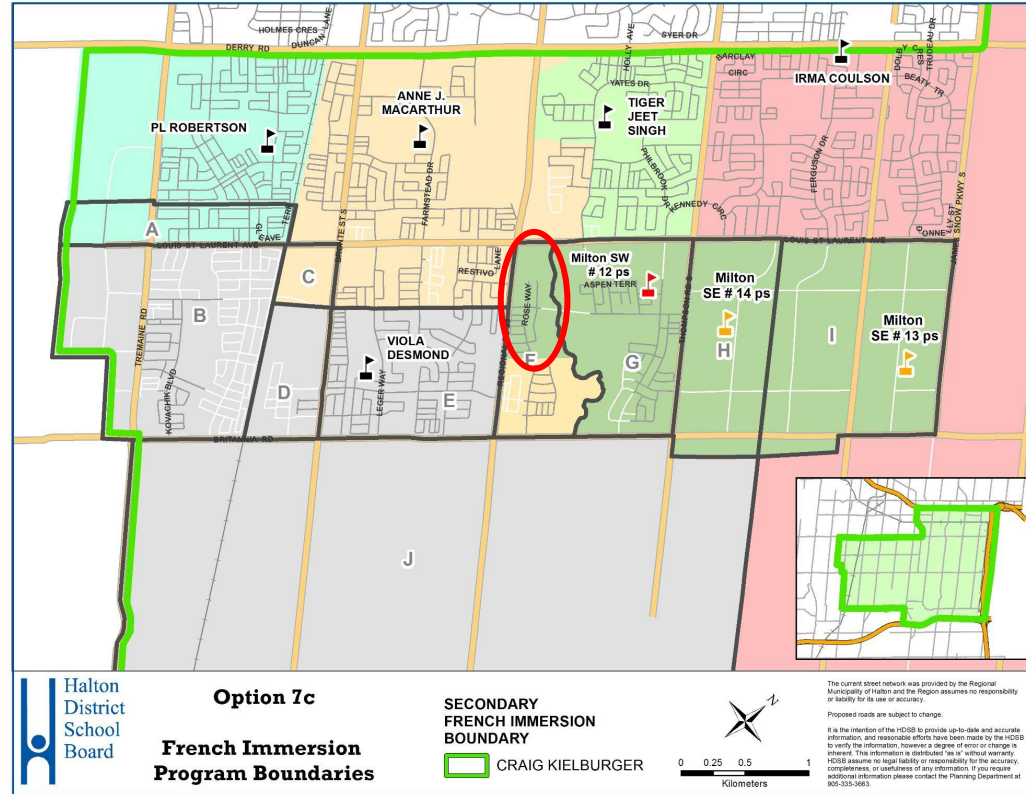 HOLMES CRES
DUNCAN LANE
DERRY RD
HOLLY AVE
SYER DR
TRUDEAU DR
BARCLAY
CIRC
IRMA COULSON
BEATY TR
YATES DR
ANNE J.
MACARTHUR
TIGER
JEET
SINGH
PL ROBERTSON
FARMSTEAD DR
PHILBROOK DR
FERGUSON DR
KENNEDY CIRC
JAMES SNOW PKWY S
A
LOUIS ST LAURENT AVE
BRONTE ST S
LOUIS ST LAURENT AVE
C
RESTIVO
LANE
Milton SW
# 12 ps
ASPEN TERR
Milton
SE # 14 ps
Milton
SE # 13 ps
TREMAINE RD
B
ROSE WAY
THOMPSON RD S
H
I
VIOLA
DESMOND
F
G
KOVACHIK BLVD
D
LEGER WAY
E
BRITANNIA RD
J
Halton
District
School
Board
Option 7c
French Immersion
Program Boundaries
SECONDARY
FRENCH IMMERSION
BOUNDARY
CRAIG KIELBURGER
N
0 0.25 0.5 1
Kilometers
The current street network was provided by the Regional
Municipality of Halton and the Region assumes no responsibility
or liability for its use or accuracy.
Proposed roads are subject to change.
It is the intention of the HDSB to provide up-to-date and accurate
information, and reasonable efforts have been made by the HDSB
to verify the information, however a degree of error or change is
inherent. This information is distributed "as is" without warranty.
HDSB assume no legal liability or responsibility for the accuracy,
completeness, or usefulness of any information. If you require
additional information please contact the Planning Department at
905-335-3663.